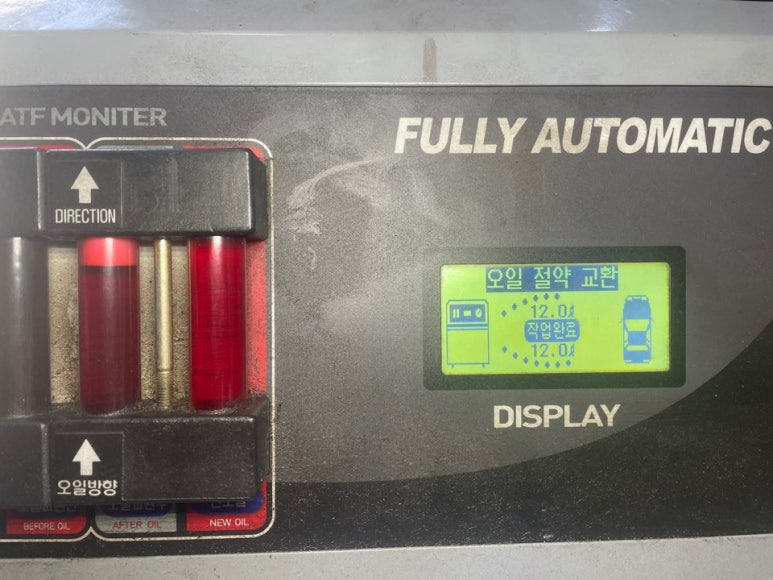 ATF MONITER
FULLY AUTOMATIC
DIRECTION
오일 절약 교환
12.0ℓ
작업완료
12.0ℓ
DISPLAY
오일방향
BEFORE OIL
AFTER OIL
NEW OIL